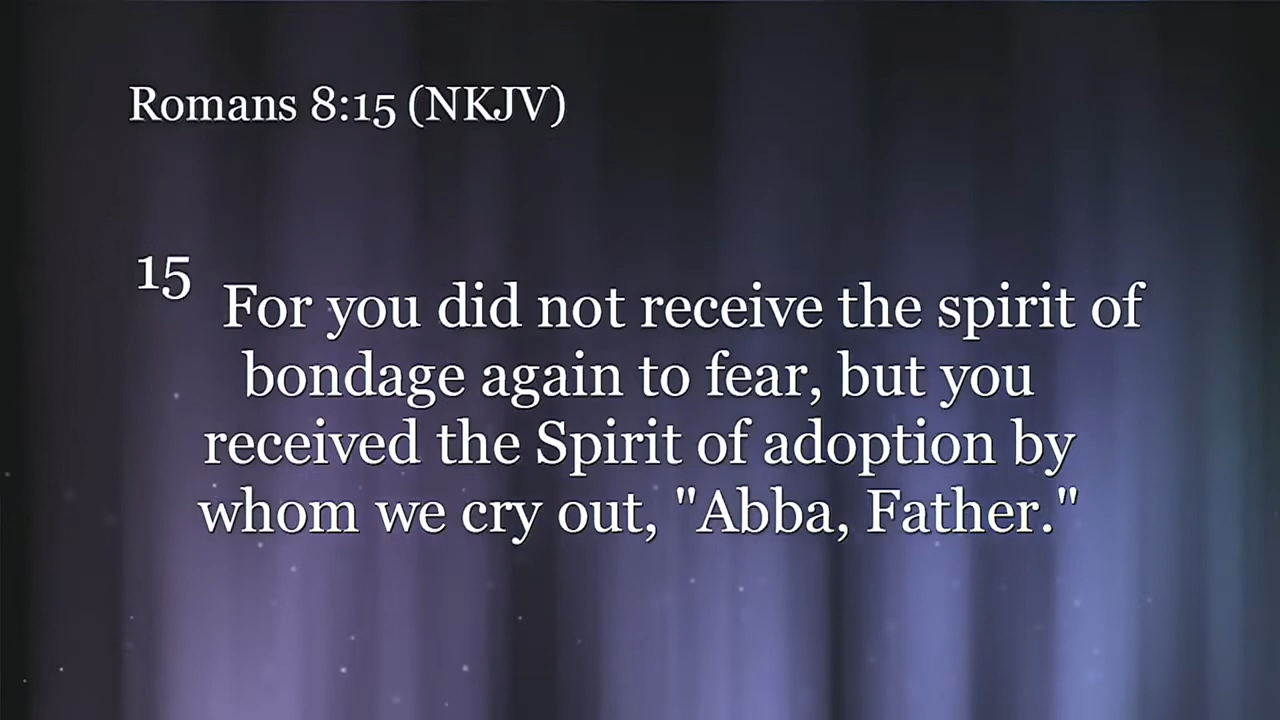 Romans 8:15 (NKJV)
15 For you did not receive the spirit of
bondage again to fear, but you
received the Spirit of adoption by
whom we cry out, "Abba, Father."